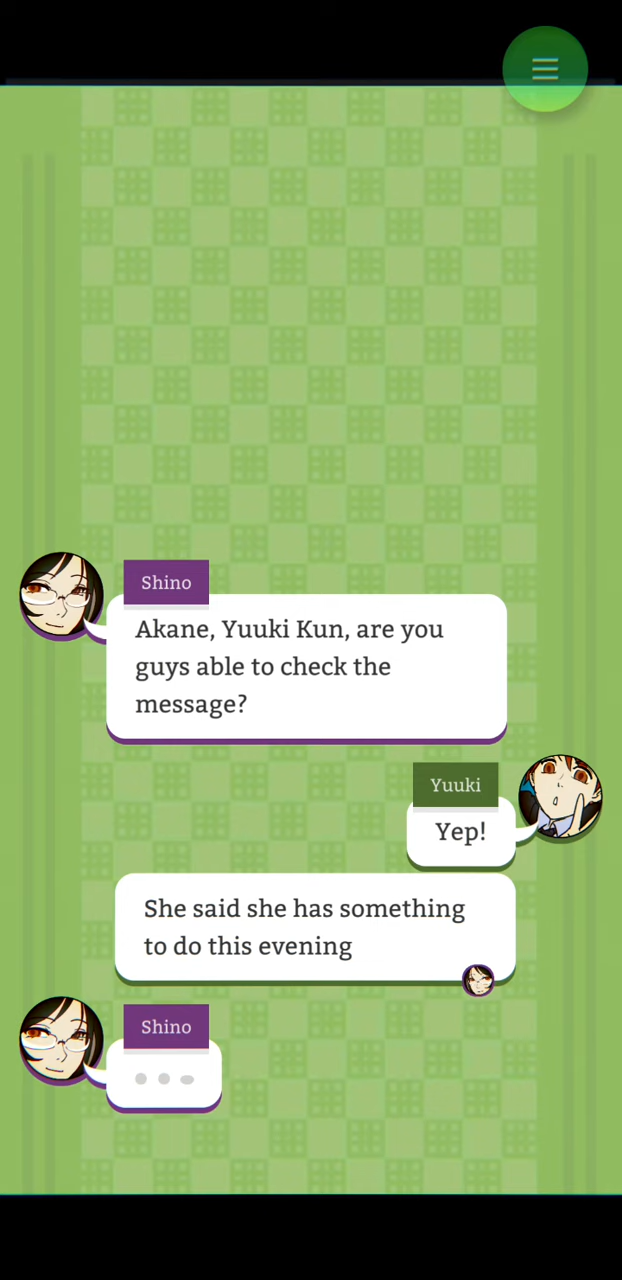 Shino
Akane, Yuuki Kun, are you
guys able to check the
message?
Yuuki
Yep!
She said she has something
to do this evening
Shino